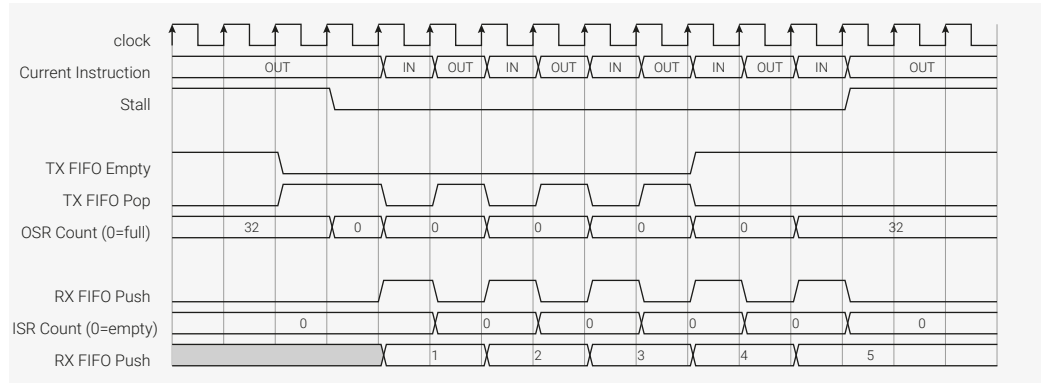 clock
Current Instruction OUT IN OUT IN OUT IN OUT IN OUT IN OUT
Stall
TX FIFO Empty
TX FIFO Pop
OSR Count (0=full) 32 0 0 0 0 0 32
RX FIFO Push
ISR Count (0=empty) 0 0 0 0 0 0 0
RX FIFO Push 1 2 3 4 5